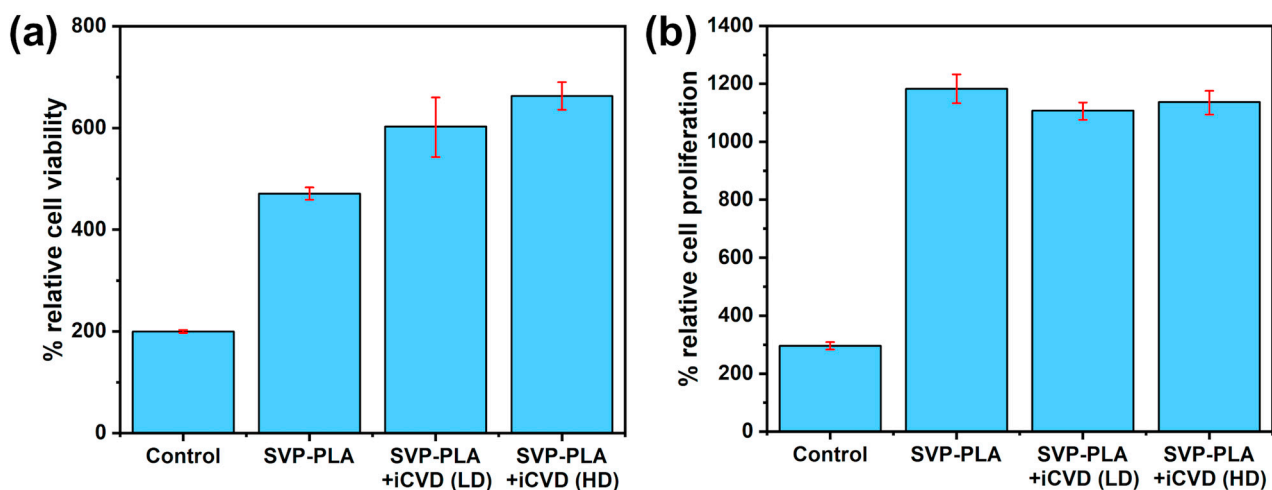 (a)
% relative cell viability
800
600
400
200
0
Control
SVP-PLA
SVP-PLA
+iCVD (LD)
SVP-PLA
+iCVD (HD)
(b)
% relative cell proliferation
1400
1200
1000
800
600
400
200
0
Control
SVP-PLA
SVP-PLA
+iCVD (LD)
SVP-PLA
+iCVD (HD)